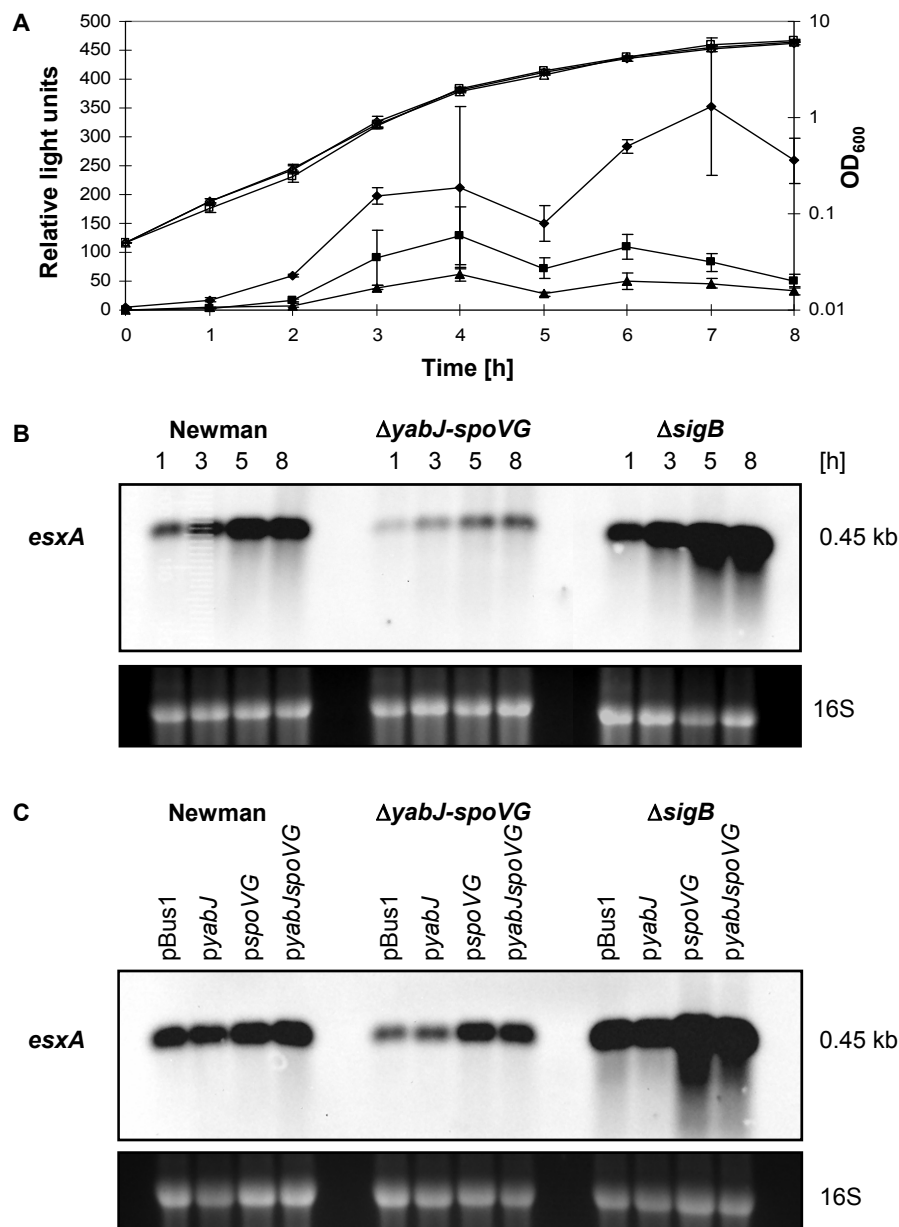 A
500
450
400
350
300
250
200
150
100
50
0
Relative light units
10
1
0.1
0.01
OD600
0 1 2 3 4 5 6 7 8
Time [h]
B
Newman ΔyabJ-spoVG ΔsigB
1 3 5 8 1 3 5 8 1 3 5 8 [h]
esxA 0.45 kb
16S
C
Newman ΔyabJ-spoVG ΔsigB
pBus1 pyabJ pspoVG pyabJspoVG pBus1 pyabJ pspoVG pyabJspoVG pBus1 pyabJ pspoVG pyabJspoVG
esxA 0.45 kb
16S